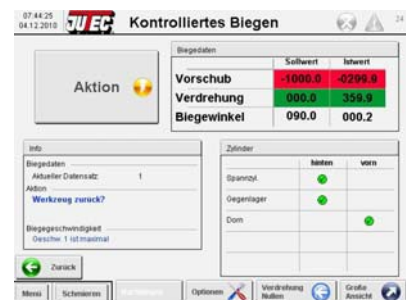 07:44:25
04.12.2010
JUTEC
Kontrolliertes Biegen
24
Aktion
Biegedaten
Sollwert Istwert
Vorschub -1000.0 -0299.9
Verdrehung 000.0 359.9
Biegewinkel 090.0 000.2
Info
Biegedaten
Aktueller Datensatz: 1
Aktion
Werkzeug zurück?
Biegegeschwindigkeit
Geschw. 1 ist maximal
Zylinder
hinten vorn
Spannzyl.
Gegenlager
Dorn
Zurück
Menü
Schmieren
Optionen
Verdrehung Nullen
Große Ansicht